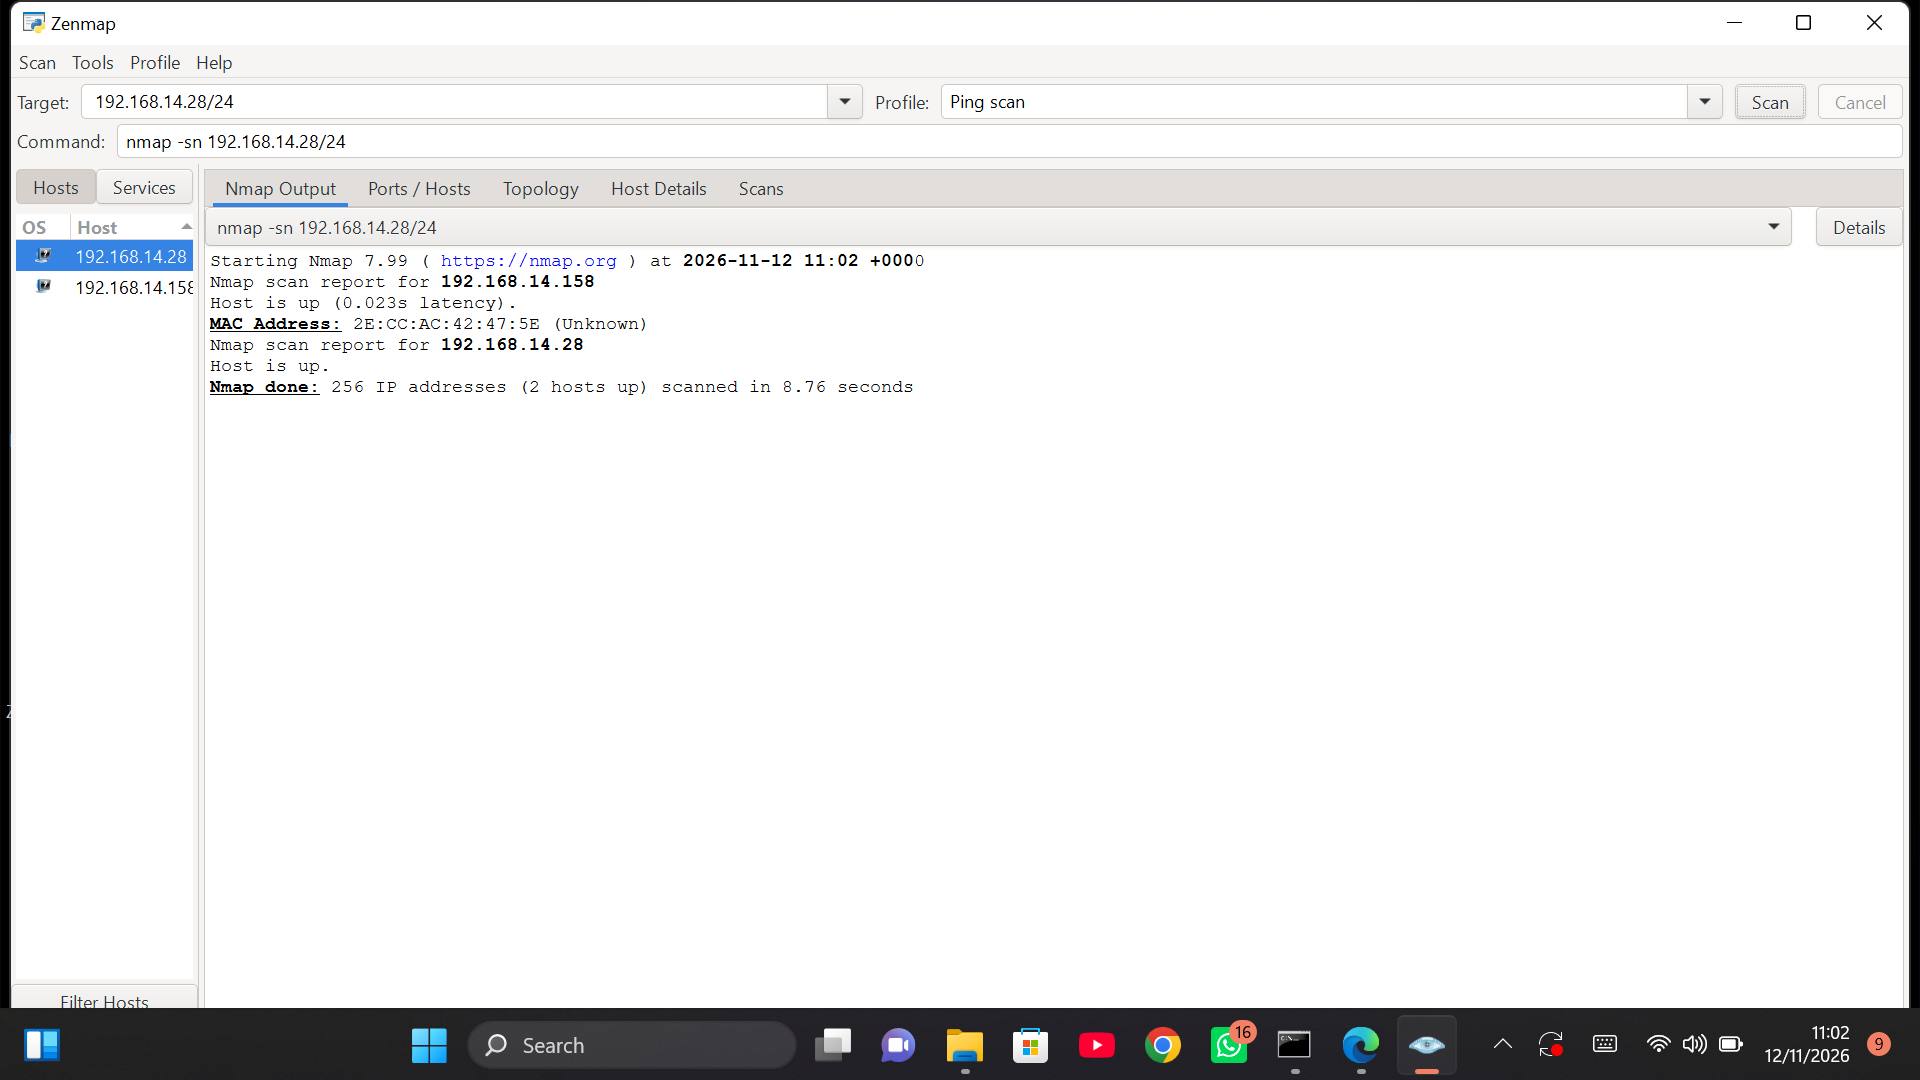 Zenmap
Scan Tools Profile Help
Target: 192.168.14.28/24 Profile: Ping scan Scan Cancel
Command: nmap -sn 192.168.14.28/24
Hosts Services
Nmap Output Ports / Hosts Topology Host Details Scans
OS Host
192.168.14.28
192.168.14.158
nmap -sn 192.168.14.28/24 Details
Starting Nmap 7.99 ( https://nmap.org ) at 2026-11-12 11:02 +0000
Nmap scan report for 192.168.14.158
Host is up (0.023s latency).
MAC Address: 2E:CC:AC:42:47:5E (Unknown)
Nmap scan report for 192.168.14.28
Host is up.
Nmap done: 256 IP addresses (2 hosts up) scanned in 8.76 seconds
Filter Hosts
Search
16
11:02
12/11/2026
9